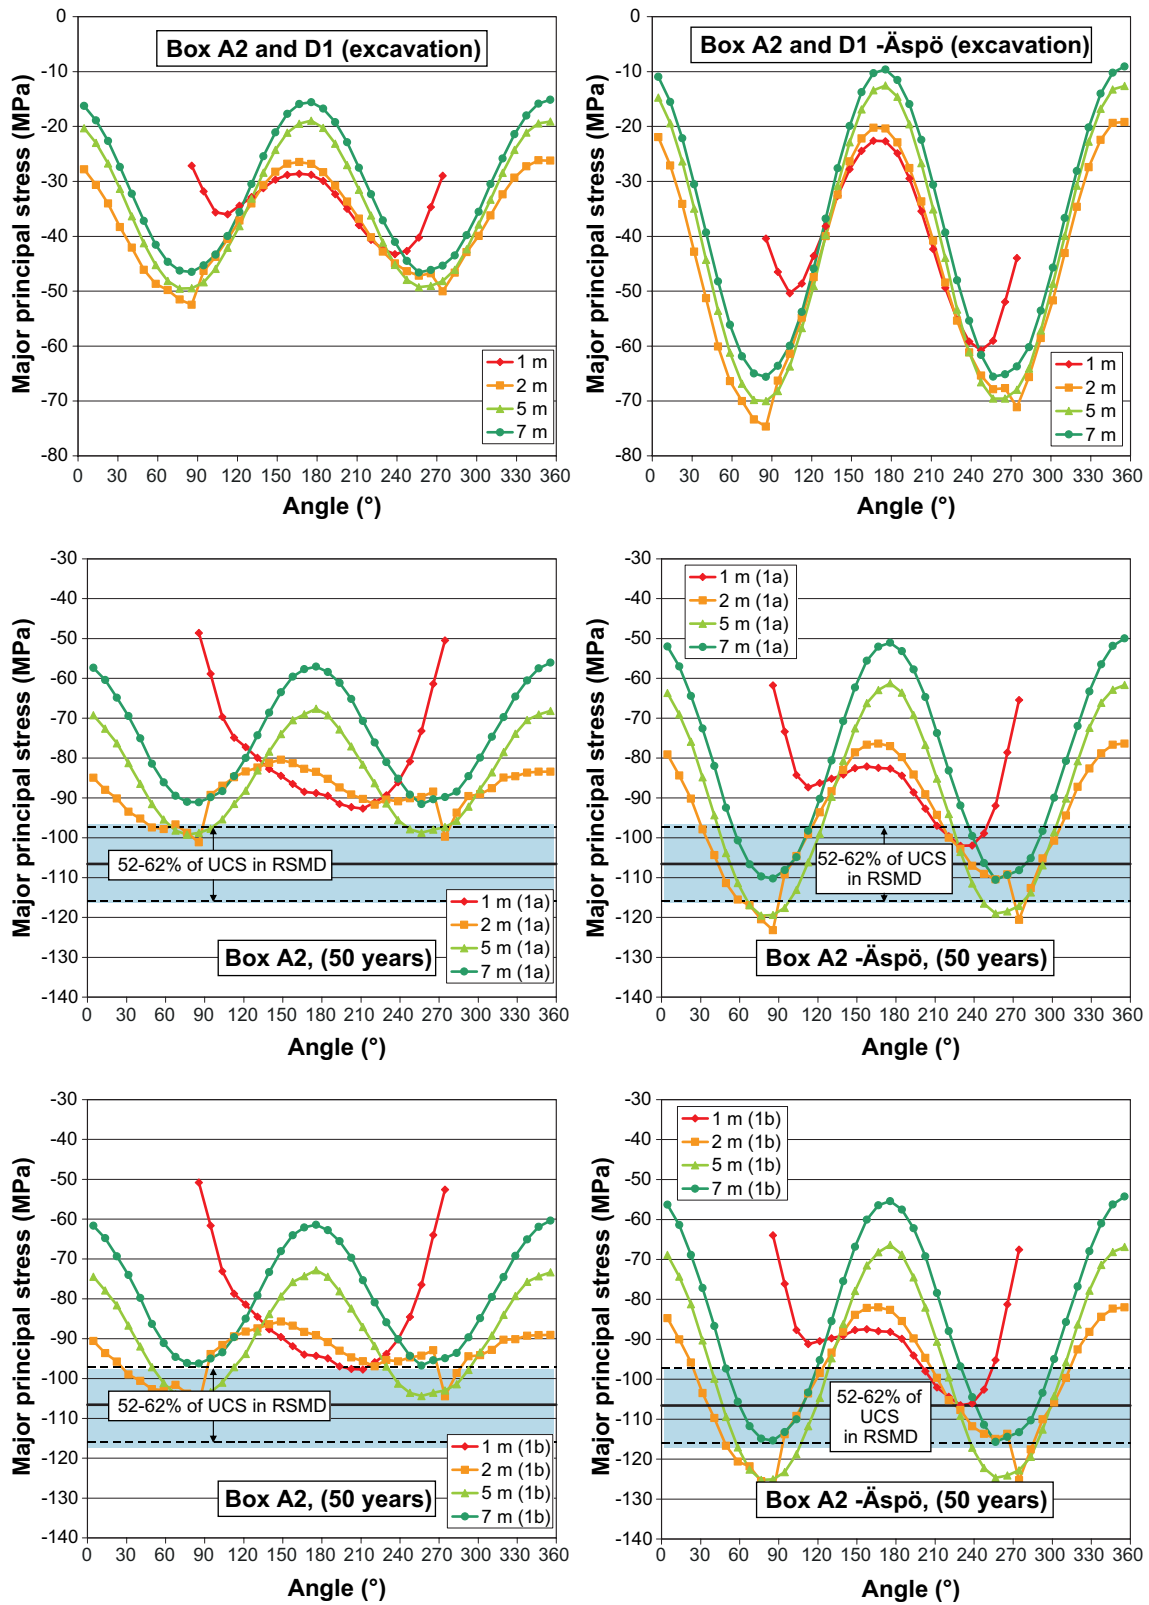 Box A2 and D1 (excavation)
Major principal stress (MPa)
0
-10
-20
-30
-40
-50
-60
-70
-80
0 30 60 90 120 150 180 210 240 270 300 330 360
Angle (°)
1 m
2 m
5 m
7 m
Box A2 and D1 -Äspö (excavation)
Major principal stress (MPa)
0
-10
-20
-30
-40
-50
-60
-70
-80
0 30 60 90 120 150 180 210 240 270 300 330 360
Angle (°)
1 m
2 m
5 m
7 m
Major principal stress (MPa)
-30
-40
-50
-60
-70
-80
-90
-100
-110
-120
-130
-140
52-62% of UCS in RSMD
1 m (1a)
2 m (1a)
5 m (1a)
7 m (1a)
Box A2, (50 years)
0 30 60 90 120 150 180 210 240 270 300 330 360
Angle (°)
Major principal stress (MPa)
-30
-40
-50
-60
-70
-80
-90
-100
-110
-120
-130
-140
1 m (1a)
2 m (1a)
5 m (1a)
7 m (1a)
52-62% of UCS
in RSMD
Box A2 -Äspö, (50 years)
0 30 60 90 120 150 180 210 240 270 300 330 360
Angle (°)
Major principal stress (MPa)
-30
-40
-50
-60
-70
-80
-90
-100
-110
-120
-130
-140
52-62% of UCS in RSMD
1 m (1b)
2 m (1b)
5 m (1b)
7 m (1b)
Box A2, (50 years)
0 30 60 90 120 150 180 210 240 270 300 330 360
Angle (°)
Major principal stress (MPa)
-30
-40
-50
-60
-70
-80
-90
-100
-110
-120
-130
-140
1 m (1b)
2 m (1b)
5 m (1b)
7 m (1b)
52-62% of
UCS
in RSMD
Box A2 -Äspö, (50 years)
0 30 60 90 120 150 180 210 240 270 300 330 360
Angle (°)